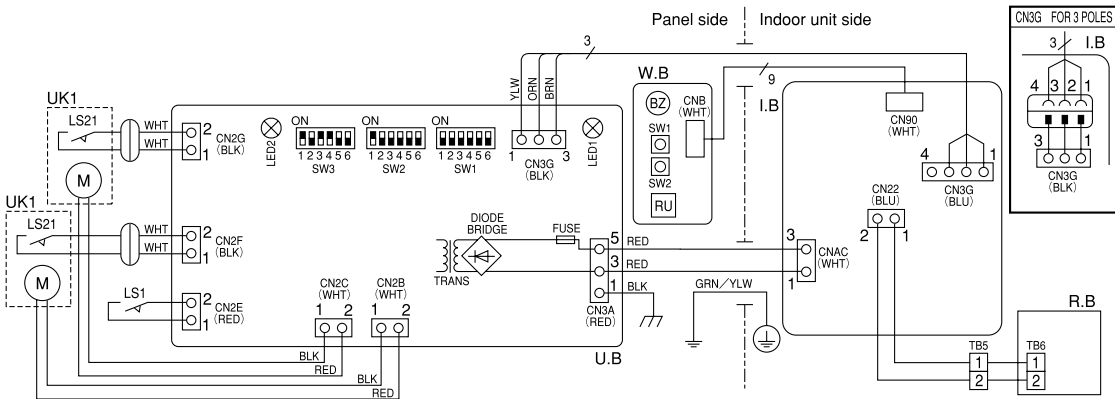 Panel side Indoor unit side
CN3G FOR 3 POLES
3
I.B
4 3 2 1
3 1
CN3G
(BLK)
3
YLW
ORN
BRN
W.B
9
I.B
BZ
CNB
(WHT)
SW1
SW2
RU
CN90
(WHT)
4 1
CN3G
(BLU)
CN22
(BLU)
2 1
UK1
LS21
WHT
WHT
2
1
CN2G
(BLK)
M
LED2
ON
1 2 3 4 5 6
SW3
ON
1 2 3 4 5 6
SW2
ON
1 2 3 4 5 6
SW1
1 3
CN3G
(BLK)
LED1
UK1
LS21
WHT
WHT
2
1
CN2F
(BLK)
M
DIODE
BRIDGE
TRANS
FUSE
5
3
1
CN3A
(RED)
RED
RED
BLK
3
1
CNAC
(WHT)
GRN/YLW
LS1
2
1
CN2E
(RED)
CN2C
(WHT)
1 2
CN2B
(WHT)
1 2
BLK
RED
BLK
RED
U.B
R.B
TB5
1
2
TB6
1
2